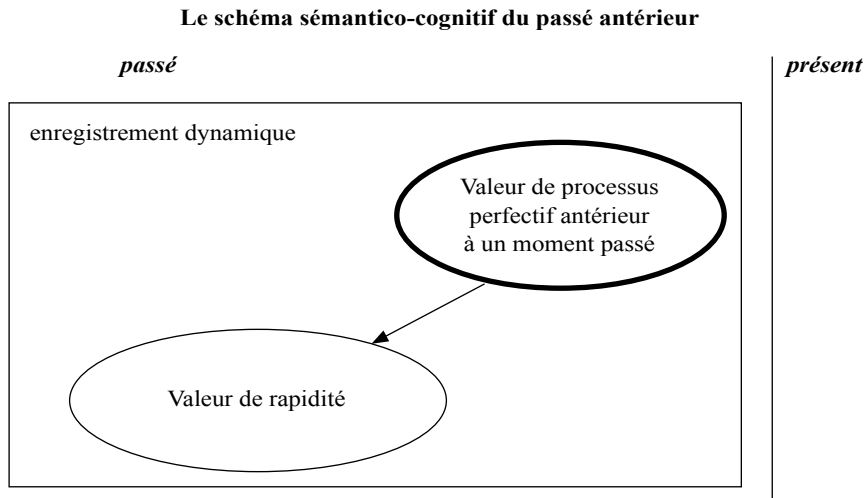 Le schéma sémantico-cognitif du passé antérieur
passé
présent
enregistrement dynamique
Valeur de processus
perfectif antérieur
à un moment passé
Valeur de rapidité